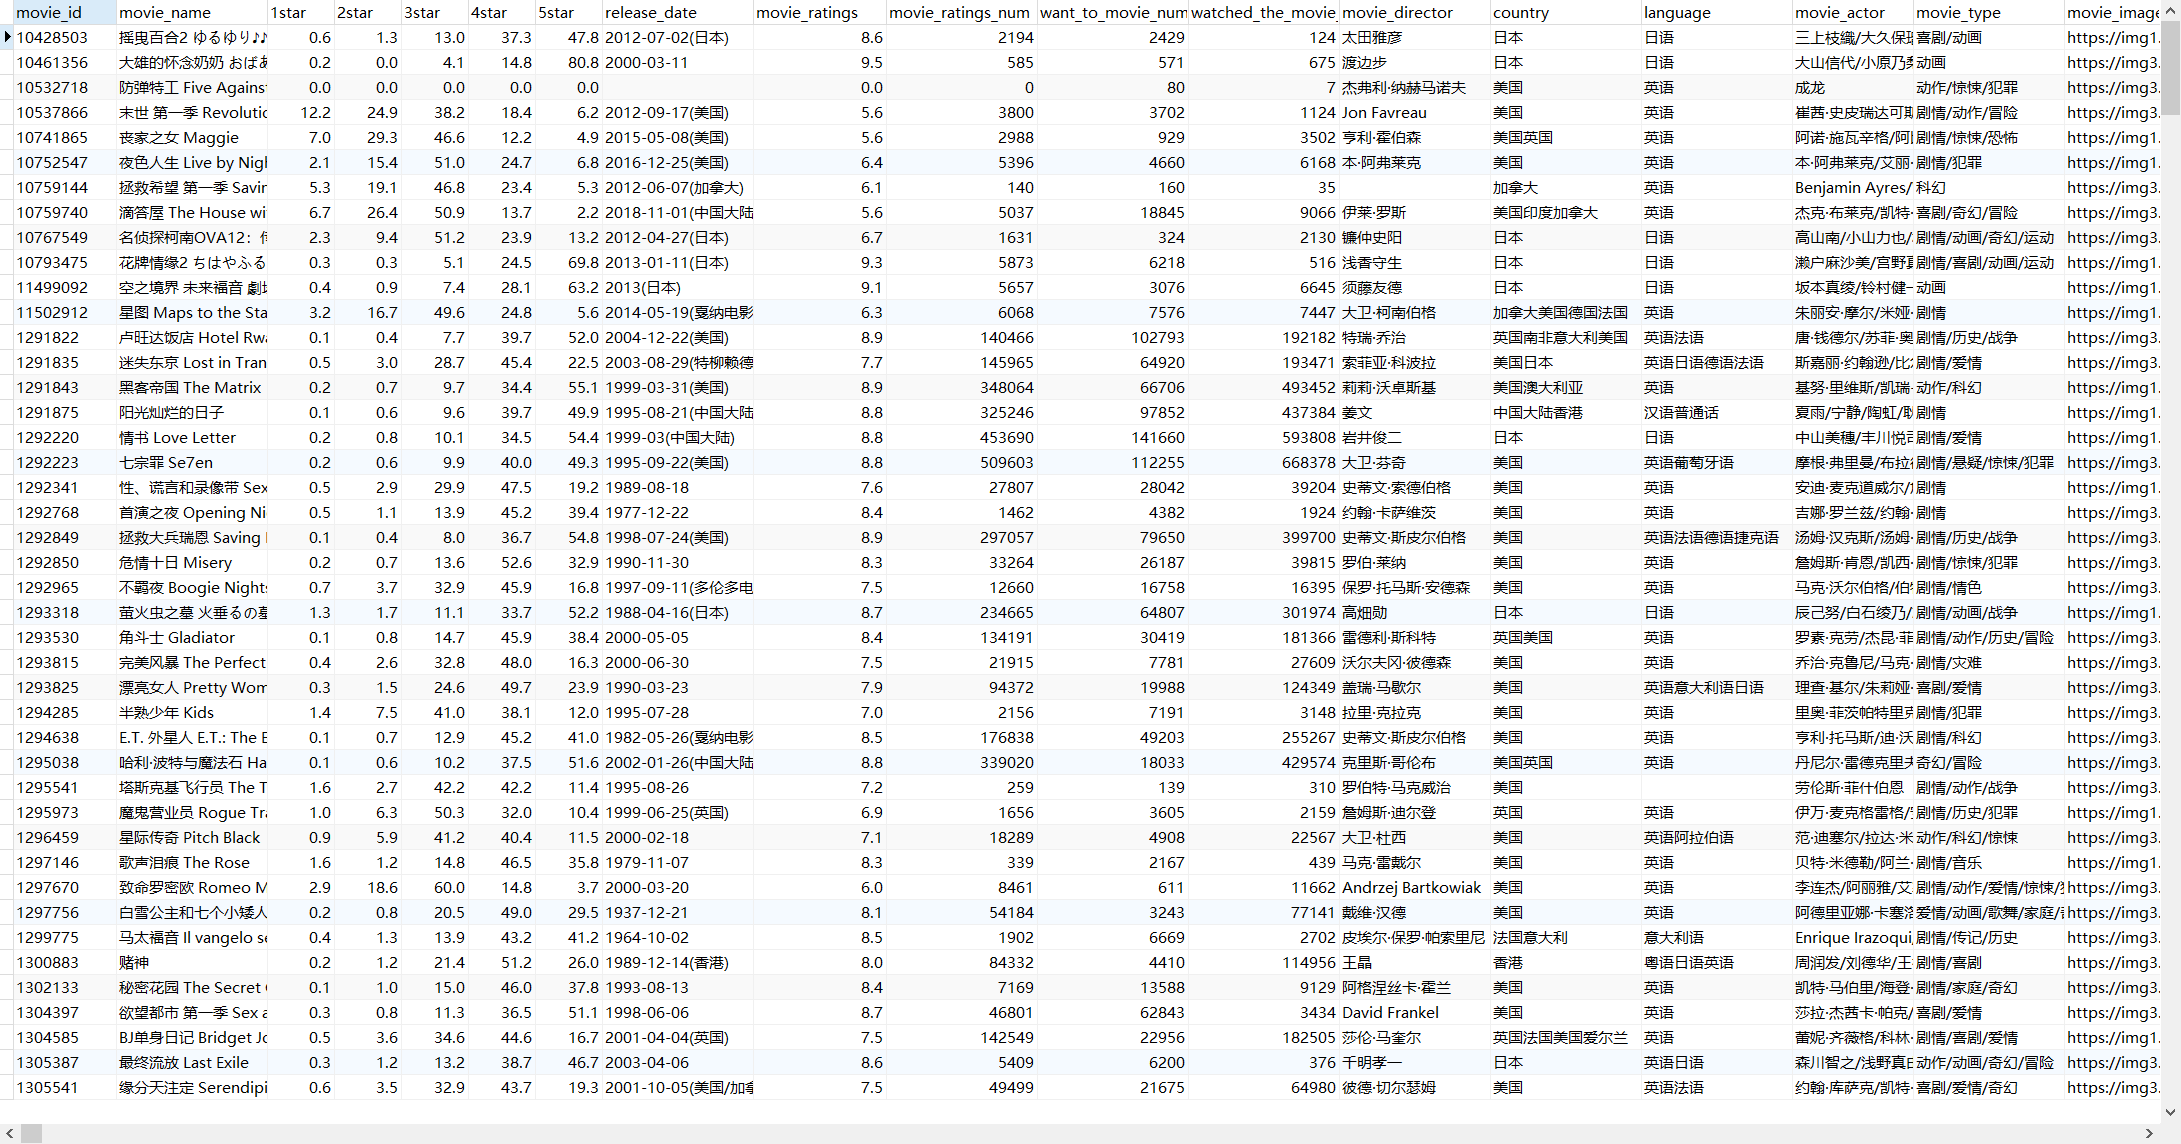 movie_id movie_name 1star 2star 3star 4star 5star release_date movie_ratings movie_ratings_num want_to_movie_num watched_the_movie_ movie_director country language movie_actor movie_type movie_image
10428503 摇曳百合2 ゆるゆり♪♪ 0.6 1.3 13.0 37.3 47.8 2012-07-02(日本) 8.6 2194 2429 124 太田雅彦 日本 日语 三上枝織/大久保 喜剧/动画 https://img1.
10461356 大雄的怀念奶奶 おばあ 0.2 0.0 4.1 14.8 80.8 2000-03-11 9.5 585 571 675 渡边步 日本 日语 大山信代/小原乃 动画 https://img3.
10532718 防弹特工 Five Against 0.0 0.0 0.0 0.0 0.0 0.0 0 80 7 杰弗利·纳赫马诺夫 美国 英语 成龙 动作/惊悚/犯罪 https://img3.
10537866 末世 第一季 Revolutio 12.2 24.9 38.2 18.4 6.2 2012-09-17(美国) 5.6 3800 3702 1124 Jon Favreau 美国 英语 崔茜·史皮瑞达可 剧情/动作/冒险 https://img3.
10741865 丧家之女 Maggie 7.0 29.3 46.6 12.2 4.9 2015-05-08(美国) 5.6 2988 929 3502 亨利·霍伯森 美国英国 英语 阿诺·施瓦辛格/阿 剧情/惊悚/恐怖 https://img1.
10752547 夜色人生 Live by Nigh 2.1 15.4 51.0 24.7 6.8 2016-12-25(美国) 6.4 5396 4660 6168 本·阿弗莱克 美国 英语 本·阿弗莱克/艾丽· 剧情/犯罪 https://img1.
10759144 拯救希望 第一季 Savin 5.3 19.1 46.8 23.4 5.3 2012-06-07(加拿大) 6.1 140 160 35 加拿大 英语 Benjamin Ayres/ 科幻 https://img3.
10759740 滴答屋 The House wi 6.7 26.4 50.9 13.7 2.2 2018-11-01(中国大陆 5.6 5037 18845 9066 伊莱·罗斯 美国印度加拿大 英语 杰克·布莱克/凯特· 喜剧/奇幻/冒险 https://img3.
10767549 名侦探柯南OVA12：作 2.3 9.4 51.2 23.9 13.2 2012-04-27(日本) 6.7 1631 324 2130 镰仲史阳 日本 日语 高山南/小山力也/ 剧情/动画/奇幻/运动 https://img3.
10793475 花牌情缘2 ちはやふる 0.3 0.3 5.1 24.5 69.8 2013-01-11(日本) 9.3 5873 6218 516 浅香守生 日本 日语 濑户麻沙美/宫野 剧情/喜剧/动画/运动 https://img1.
11499092 空之境界 未来福音 劇 0.4 0.9 7.4 28.1 63.2 2013(日本) 9.1 5657 3076 6645 须藤友德 日本 日语 坂本真绫/铃村健一 动画 https://img1.
11502912 星图 Maps to the Sta 3.2 16.7 49.6 24.8 5.6 2014-05-19(戛纳电影 6.3 6068 7576 7447 大卫·柯南伯格 加拿大美国德国法国 英语 朱丽安·摩尔/米娅· 剧情 https://img1.
1291822 卢旺达饭店 Hotel Rwa 0.1 0.4 7.7 39.7 52.0 2004-12-22(美国) 8.9 140466 102793 192182 特瑞·乔治 英国南非意大利美国 英语法语 唐·钱德尔/苏菲·奥 剧情/历史/战争 https://img3.
1291835 迷失东京 Lost in Tran 0.5 3.0 28.7 45.4 22.5 2003-08-29(特柳赖德 7.7 145965 64920 193471 索菲亚·科波拉 美国日本 英语日语德语法语 斯嘉丽·约翰逊/比 剧情/爱情 https://img3.
1291843 黑客帝国 The Matrix 0.2 0.7 9.7 34.4 55.1 1999-03-31(美国) 8.9 348064 66706 493452 莉莉·沃卓斯基 美国澳大利亚 英语 基努·里维斯/凯瑞· 动作/科幻 https://img1.
1291875 阳光灿烂的日子 0.1 0.6 9.6 39.7 49.9 1995-08-21(中国大陆 8.8 325246 97852 437384 姜文 中国大陆香港 汉语普通话 夏雨/宁静/陶虹/耿 剧情 https://img3.
1292220 情书 Love Letter 0.2 0.8 10.1 34.5 54.4 1999-03(中国大陆) 8.8 453690 141660 593808 岩井俊二 日本 日语 中山美穗/丰川悦 剧情/爱情 https://img3.
1292223 七宗罪 Se7en 0.2 0.6 9.9 40.0 49.3 1995-09-22(美国) 8.8 509603 112255 668378 大卫·芬奇 美国 英语葡萄牙语 摩根·弗里曼/布拉 剧情/悬疑/惊悚/犯罪 https://img3.
1292341 性、谎言和录像带 Sex 0.5 2.9 29.9 47.5 19.2 1989-08-18 7.6 27807 28042 39204 史蒂文·索德伯格 美国 英语 安迪·麦克道威尔/ 剧情 https://img1.
1292768 首演之夜 Opening Ni 0.5 1.1 13.9 45.2 39.4 1977-12-22 8.4 1462 4382 1924 约翰·卡萨维茨 美国 英语 吉娜·罗兰兹/约翰· 剧情 https://img3.
1292849 拯救大兵瑞恩 Saving 0.1 0.4 8.0 36.7 54.8 1998-07-24(美国) 8.9 297057 79650 399700 史蒂文·斯皮尔伯格 美国 英语法语德语捷克语 汤姆·汉克斯/汤姆· 剧情/历史/战争 https://img3.
1292850 危情十日 Misery 0.2 0.7 13.6 52.6 32.9 1990-11-30 8.3 33264 26187 39815 罗伯·莱纳 美国 英语 詹姆斯·肯恩/凯西· 剧情/惊悚/犯罪 https://img3.
1292965 不羁夜 Boogie Nights 0.7 3.7 32.9 45.9 16.8 1997-09-11(多伦多电 7.5 12660 16758 16395 保罗·托马斯·安德森 美国 英语 马克·沃尔伯格/伯 剧情/情色 https://img3.
1293318 萤火虫之墓 火垂るの墓 1.3 1.7 11.1 33.7 52.2 1988-04-16(日本) 8.7 234665 64807 301974 高畑勋 日本 日语 辰己努/白石绫乃/ 剧情/动画/战争 https://img1.
1293530 角斗士 Gladiator 0.1 0.8 14.7 45.9 38.4 2000-05-05 8.4 134191 30419 181366 雷德利·斯科特 英国美国 英语 罗素·克劳/杰昆·菲 剧情/动作/历史/冒险 https://img3.
1293815 完美风暴 The Perfect 0.4 2.6 32.8 48.0 16.3 2000-06-30 7.5 21915 7781 27609 沃尔夫冈·彼德森 美国 英语 乔治·克鲁尼/马克· 剧情/灾难 https://img3.
1293825 漂亮女人 Pretty Wom 0.3 1.5 24.6 49.7 23.9 1990-03-23 7.9 94372 19988 124349 盖瑞·马歇尔 美国 英语意大利语日语 理查·基尔/朱莉娅· 喜剧/爱情 https://img3.
1294285 半熟少年 Kids 1.4 7.5 41.0 38.1 12.0 1995-07-28 7.0 2156 7191 3148 拉里·克拉克 美国 英语 里奥·菲茨帕特里克 剧情/犯罪 https://img3.
1294638 E.T. 外星人 E.T.: The E 0.1 0.7 12.9 45.2 41.0 1982-05-26(戛纳电影 8.5 176838 49203 255267 史蒂文·斯皮尔伯格 美国 英语 亨利·托马斯/迪·沃 剧情/科幻 https://img3.
1295038 哈利·波特与魔法石 Ha 0.1 0.6 10.2 37.5 51.6 2002-01-26(中国大陆 8.8 339020 18033 429574 克里斯·哥伦布 美国英国 英语 丹尼尔·雷德克里夫 奇幻/冒险 https://img3.
1295541 塔斯克基飞行员 The T 1.6 2.7 42.2 42.2 11.4 1995-08-26 7.2 259 139 310 罗伯特·马克威治 美国 劳伦斯·菲什伯恩 剧情/动作/战争 https://img3.
1295973 魔鬼营业员 Rogue Tra 1.0 6.3 50.3 32.0 10.4 1999-06-25(英国) 6.9 1656 3605 2159 詹姆斯·迪尔登 英国 英语 伊万·麦克格雷格/ 剧情/历史/犯罪 https://img1.
1296459 星际传奇 Pitch Black 0.9 5.9 41.2 40.4 11.5 2000-02-18 7.1 18289 4908 22567 大卫·杜西 美国 英语阿拉伯语 范·迪塞尔/拉达·米 动作/科幻/惊悚 https://img3.
1297146 歌声泪痕 The Rose 1.6 1.2 14.8 46.5 35.8 1979-11-07 8.3 339 2167 439 马克·雷戴尔 美国 英语 贝特·米德勒/阿兰· 剧情/音乐 https://img1.
1297670 致命罗密欧 Romeo M 2.9 18.6 60.0 14.8 3.7 2000-03-20 6.0 8461 611 11662 Andrzej Bartkowiak 美国 英语 李连杰/阿丽雅/艾 剧情/动作/爱情/惊悚/犯 https://img3.
1297756 白雪公主和七个小矮人 0.2 0.8 20.5 49.0 29.5 1937-12-21 8.1 54184 3243 77141 戴维·汉德 美国 英语 阿德里亚娜·卡塞洛 爱情/动画/歌舞/家庭/ https://img3.
1299775 马太福音 Il vangelo se 0.4 1.3 13.9 43.2 41.2 1964-10-02 8.5 1902 6669 2702 皮埃尔·保罗·帕索里尼 法国意大利 意大利语 Enrique Irazoqui, 剧情/传记/历史 https://img3.
1300883 赌神 0.2 1.2 21.4 51.2 26.0 1989-12-14(香港) 8.0 84332 4410 114956 王晶 香港 粤语日语英语 周润发/刘德华/王 剧情/喜剧 https://img3.
1302133 秘密花园 The Secret 0.1 1.0 15.0 46.0 37.8 1993-08-13 8.4 7169 13588 9129 阿格涅丝卡·霍兰 美国 英语 凯特·马伯里/海登· 剧情/家庭/奇幻 https://img3.
1304397 欲望都市 第一季 Sex a 0.3 0.8 11.3 36.5 51.1 1998-06-06 8.7 46801 62843 3434 David Frankel 美国 英语 莎拉·杰茜卡·帕克/ 喜剧/爱情 https://img3.
1304585 BJ单身日记 Bridget Jo 0.5 3.6 34.6 44.6 16.7 2001-04-04(英国) 7.5 142549 22956 182505 莎伦·马奎尔 英国法国美国爱尔兰 英语 蕾妮·齐薇格/科林· 剧情/喜剧/爱情 https://img1.
1305387 最终流放 Last Exile 0.3 1.2 13.2 38.7 46.7 2003-04-06 8.6 5409 6200 376 千明孝一 日本 英语日语 森川智之/浅野真由 动作/动画/奇幻/冒险 https://img3.
1305541 缘分天注定 Serendipi 0.6 3.5 32.9 43.7 19.3 2001-10-05(美国/加拿 7.5 49499 21675 64980 彼德·切尔瑟姆 美国 英语法语 约翰·库萨克/凯特· 喜剧/爱情/奇幻 https://img3.